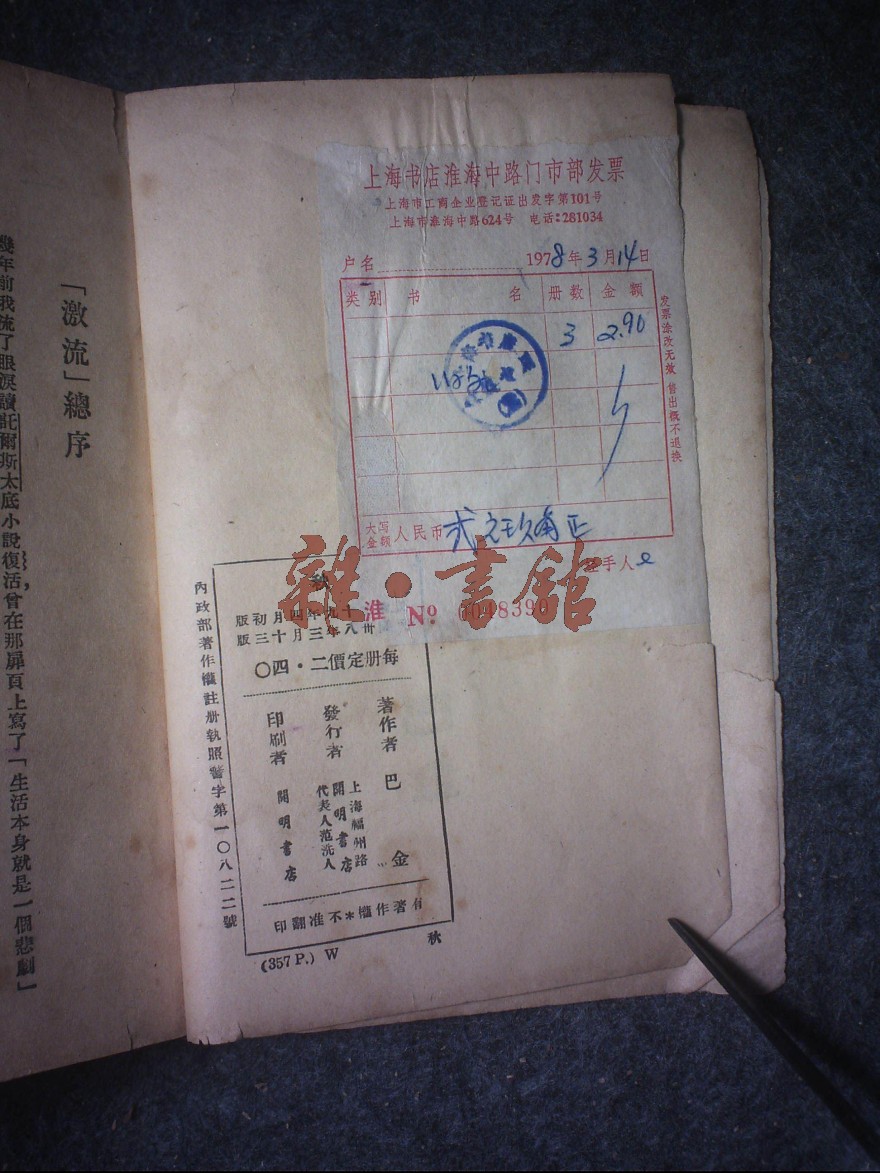 「激流」總序
幾年前我流了眼淚讀託爾斯太底小說復活,曾在那扉頁上寫了「生活本身就是一個悲劇」
上海书店淮海中路门市部发票
上海市工商企业登记证出发字第101号
上海市淮海中路624号 电话:281034
户名 1978年3月14日
类别 书名 册数 金额
3 2.90
大写金额 人民币 弍元玖角正
经手人
发票涂改无效 售出概不退换
淮 No 0048390
雜·書館
秋
版初月四年九十
版三十月三年八卅
〇四·二價定册每
著作者 巴金
發行者 上海福州路 開明書店 代表人范洗人
印刷者 開明書店
印翻准不*權作著有
內政部著作權註册執照警字第一〇八二二號
(357 P.) W 秋